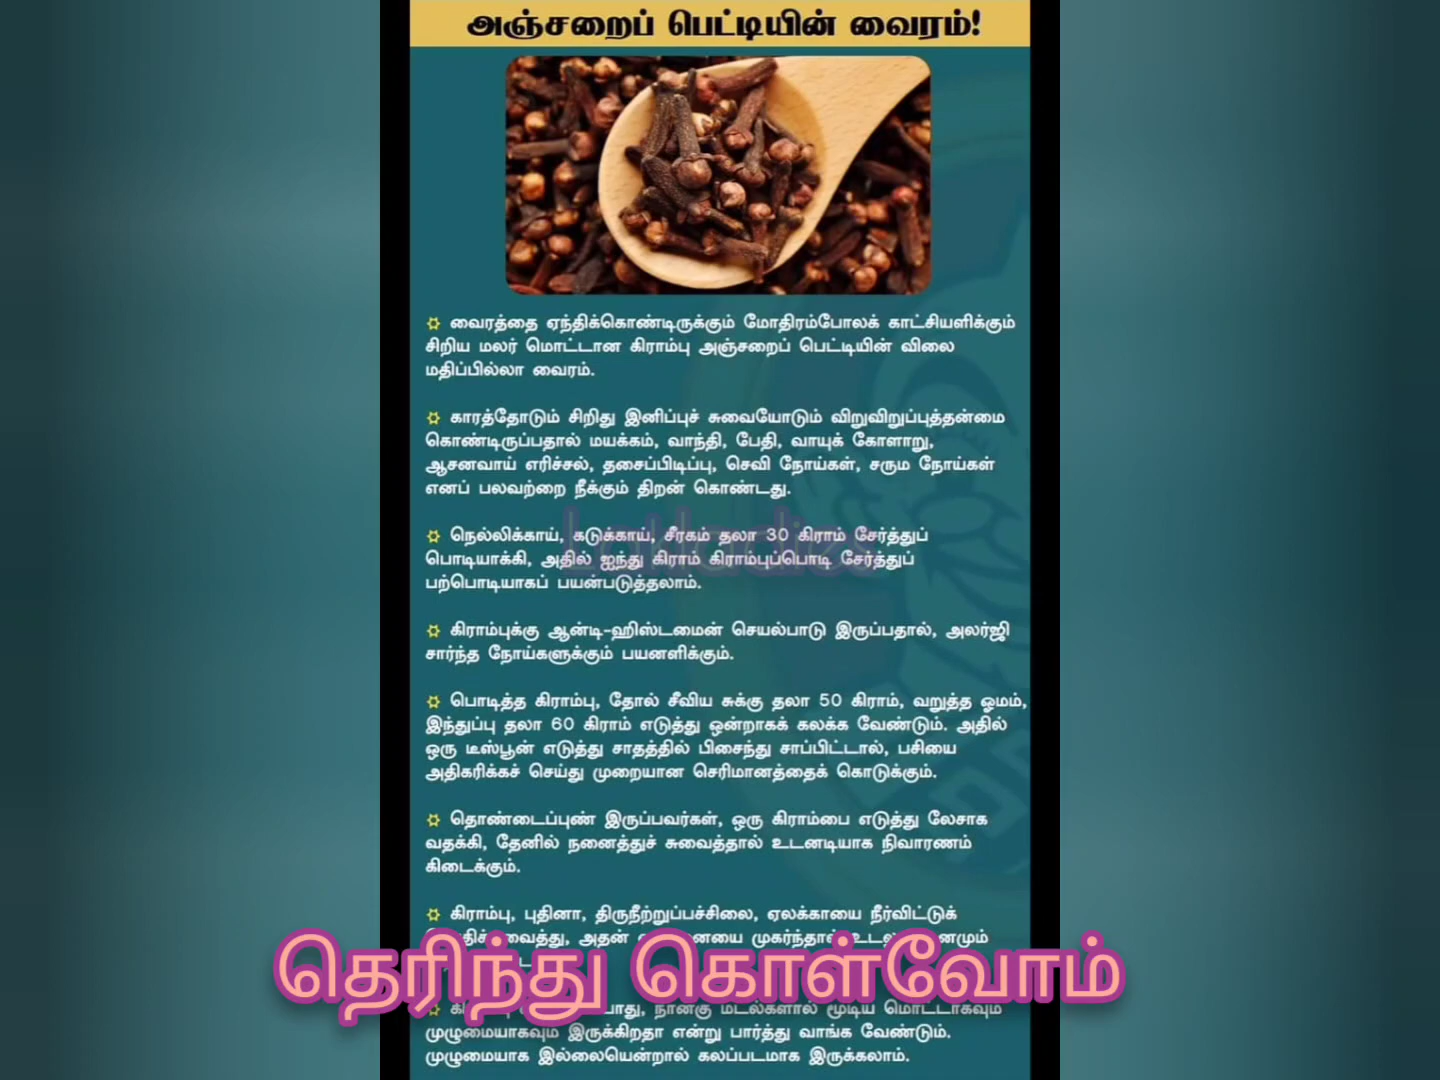 அஞ்சறைப் பெட்டியின் வைரம்!
வைரத்தை ஏந்திக்கொண்டிருக்கும் மோதிரம்போலக் காட்சியளிக்கும்
சிறிய மலர் மொட்டான கிராம்பு அஞ்சறைப் பெட்டியின் விலை
மதிப்பில்லா வைரம்.
காரத்தோடும் சிறிது இனிப்புச் சுவையோடும் விறுவிறுப்புத்தன்மை
கொண்டிருப்பதால் மயக்கம், வாந்தி, பேதி, வாயுக் கோளாறு,
ஆசனவாய் எரிச்சல், தசைப்பிடிப்பு, செவி நோய்கள், சரும நோய்கள்
எனப் பலவற்றை நீக்கும் திறன் கொண்டது.
நெல்லிக்காய், கடுக்காய், சீரகம் தலா 30 கிராம் சேர்த்துப்
பொடியாக்கி, அதில் ஐந்து கிராம் கிராம்புப்பொடி சேர்த்துப்
பற்பொடியாகப் பயன்படுத்தலாம்.
கிராம்புக்கு ஆன்டி-ஹிஸ்டமைன் செயல்பாடு இருப்பதால், அலர்ஜி
சார்ந்த நோய்களுக்கும் பயனளிக்கும்.
பொடித்த கிராம்பு, தோல் சீவிய சுக்கு தலா 50 கிராம், வறுத்த ஓமம்,
இந்துப்பு தலா 60 கிராம் எடுத்து ஒன்றாகக் கலக்க வேண்டும். அதில்
ஒரு டீஸ்பூன் எடுத்து சாதத்தில் பிசைந்து சாப்பிட்டால், பசியை
அதிகரிக்கச் செய்து முறையான செரிமானத்தைக் கொடுக்கும்.
தொண்டைப்புண் இருப்பவர்கள், ஒரு கிராம்பை எடுத்து லேசாக
வதக்கி, தேனில் நனைத்துச் சுவைத்தால் உடனடியாக நிவாரணம்
கிடைக்கும்.
கிராம்பு, புதினா, திருநீற்றுப்பச்சிலை, ஏலக்காயை நீர்விட்டுக்
வைத்து, அதன் முகர்ந்தால்
தெரிந்து கொள்வோம்
நான்கு மடல்களால் மூடிய மொட்டாகவும்
முழுமையாகவும் இருக்கிறதா என்று பார்த்து வாங்க வேண்டும்.
முழுமையாக இல்லையென்றால் கலப்படமாக இருக்கலாம்.